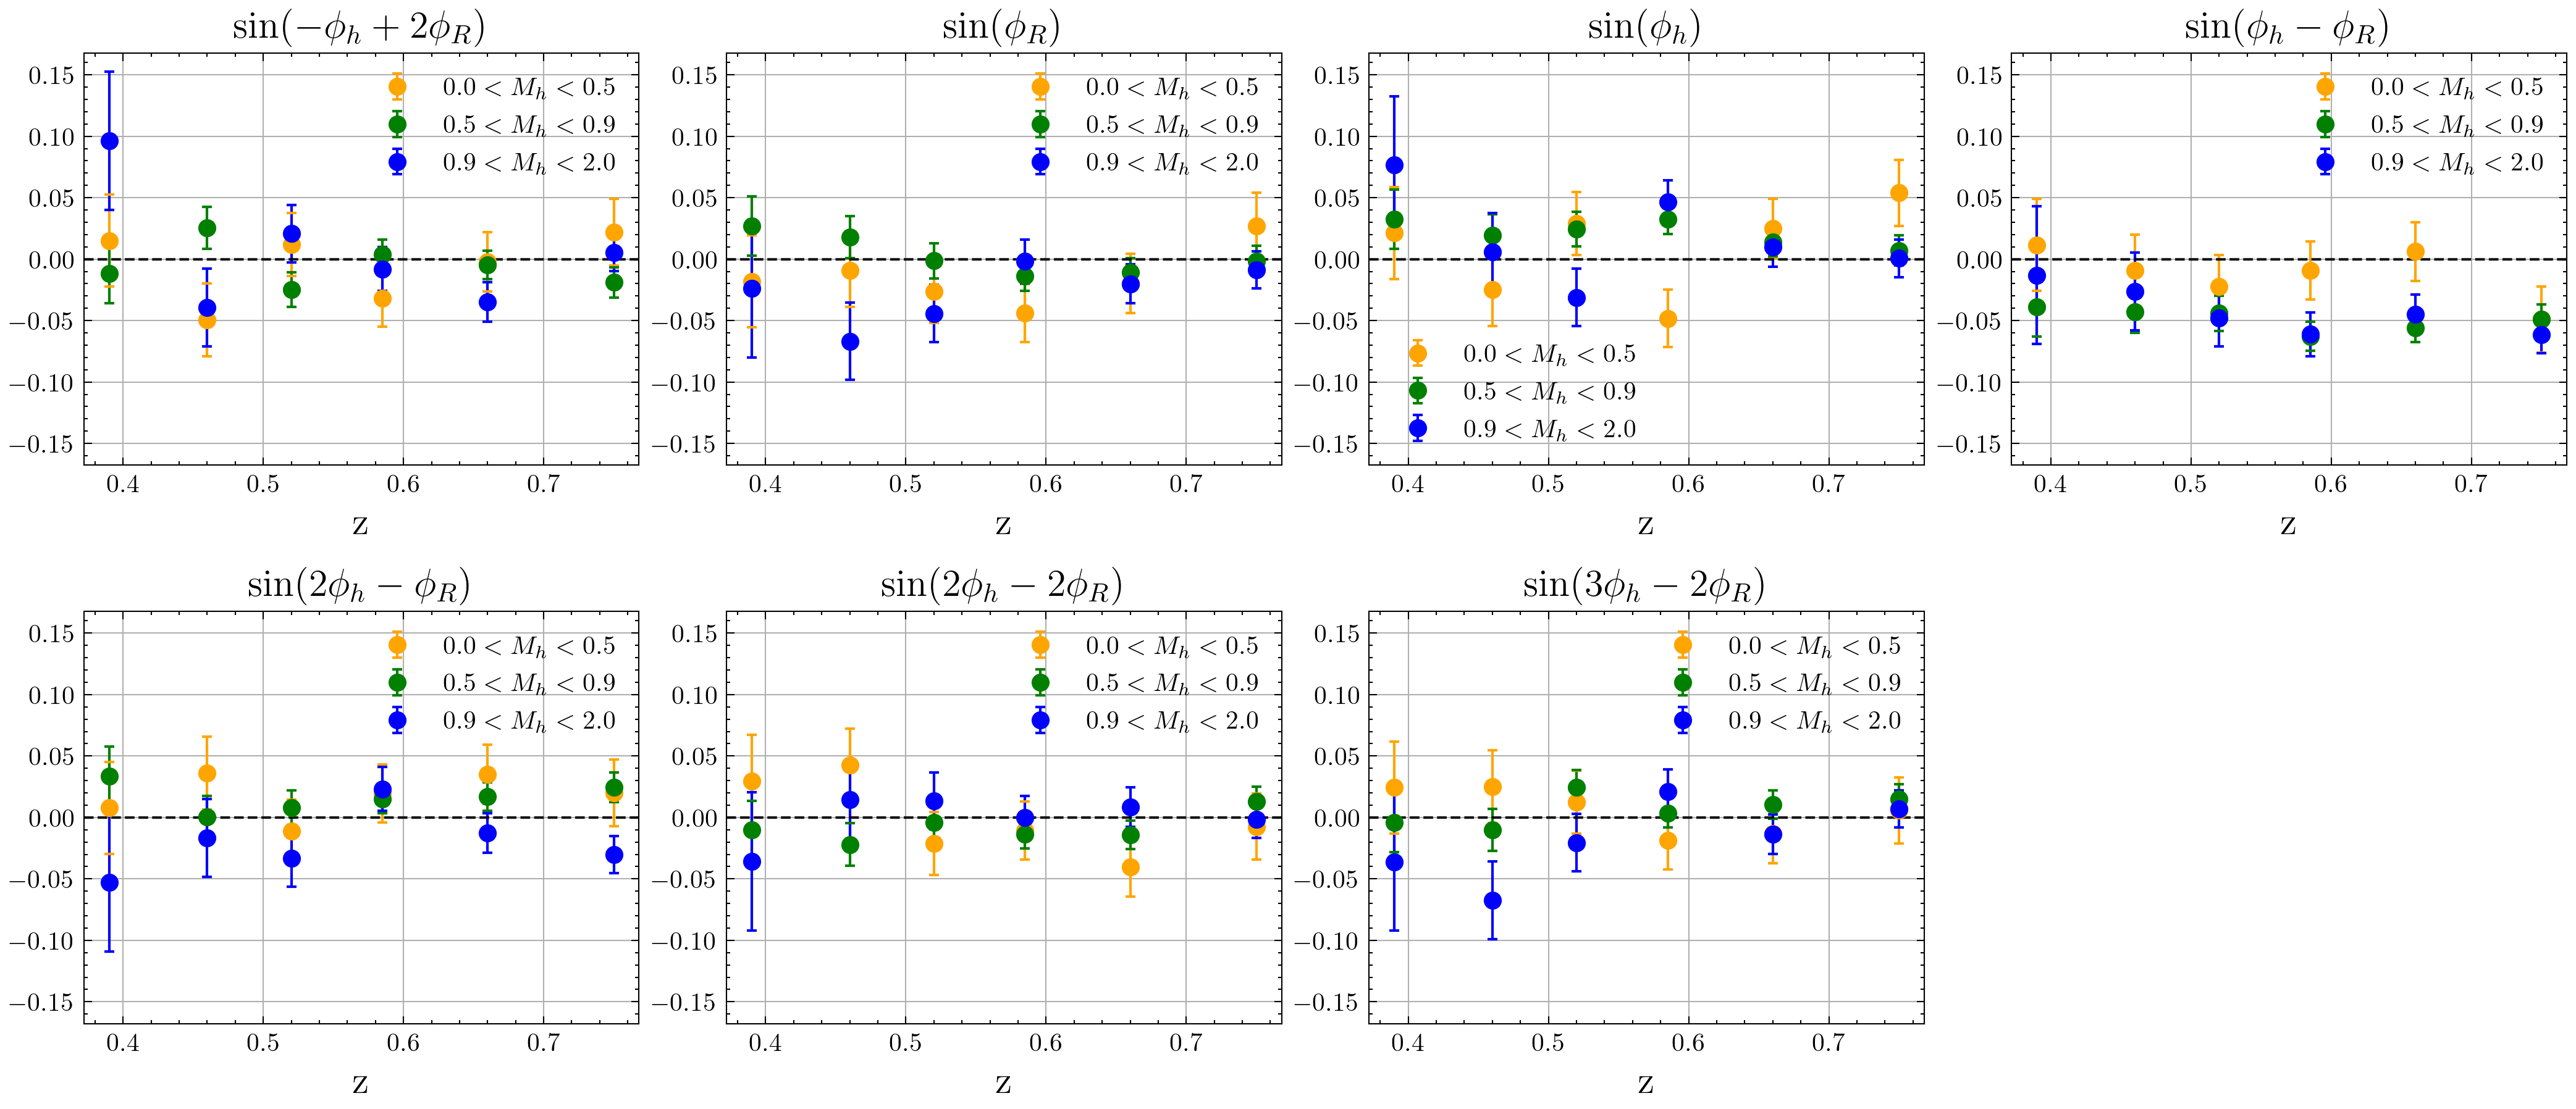 sin(−ϕ_h + 2ϕ_R)
0.15
0.10
0.05
0.00
−0.05
−0.10
−0.15
0.4 0.5 0.6 0.7
z
0.0 < M_h < 0.5
0.5 < M_h < 0.9
0.9 < M_h < 2.0
sin(ϕ_R)
0.15
0.10
0.05
0.00
−0.05
−0.10
−0.15
0.4 0.5 0.6 0.7
z
0.0 < M_h < 0.5
0.5 < M_h < 0.9
0.9 < M_h < 2.0
sin(ϕ_h)
0.15
0.10
0.05
0.00
−0.05
−0.10
−0.15
0.4 0.5 0.6 0.7
z
0.0 < M_h < 0.5
0.5 < M_h < 0.9
0.9 < M_h < 2.0
sin(ϕ_h − ϕ_R)
0.15
0.10
0.05
0.00
−0.05
−0.10
−0.15
0.4 0.5 0.6 0.7
z
0.0 < M_h < 0.5
0.5 < M_h < 0.9
0.9 < M_h < 2.0
sin(2ϕ_h − ϕ_R)
0.15
0.10
0.05
0.00
−0.05
−0.10
−0.15
0.4 0.5 0.6 0.7
z
0.0 < M_h < 0.5
0.5 < M_h < 0.9
0.9 < M_h < 2.0
sin(2ϕ_h − 2ϕ_R)
0.15
0.10
0.05
0.00
−0.05
−0.10
−0.15
0.4 0.5 0.6 0.7
z
0.0 < M_h < 0.5
0.5 < M_h < 0.9
0.9 < M_h < 2.0
sin(3ϕ_h − 2ϕ_R)
0.15
0.10
0.05
0.00
−0.05
−0.10
−0.15
0.4 0.5 0.6 0.7
z
0.0 < M_h < 0.5
0.5 < M_h < 0.9
0.9 < M_h < 2.0